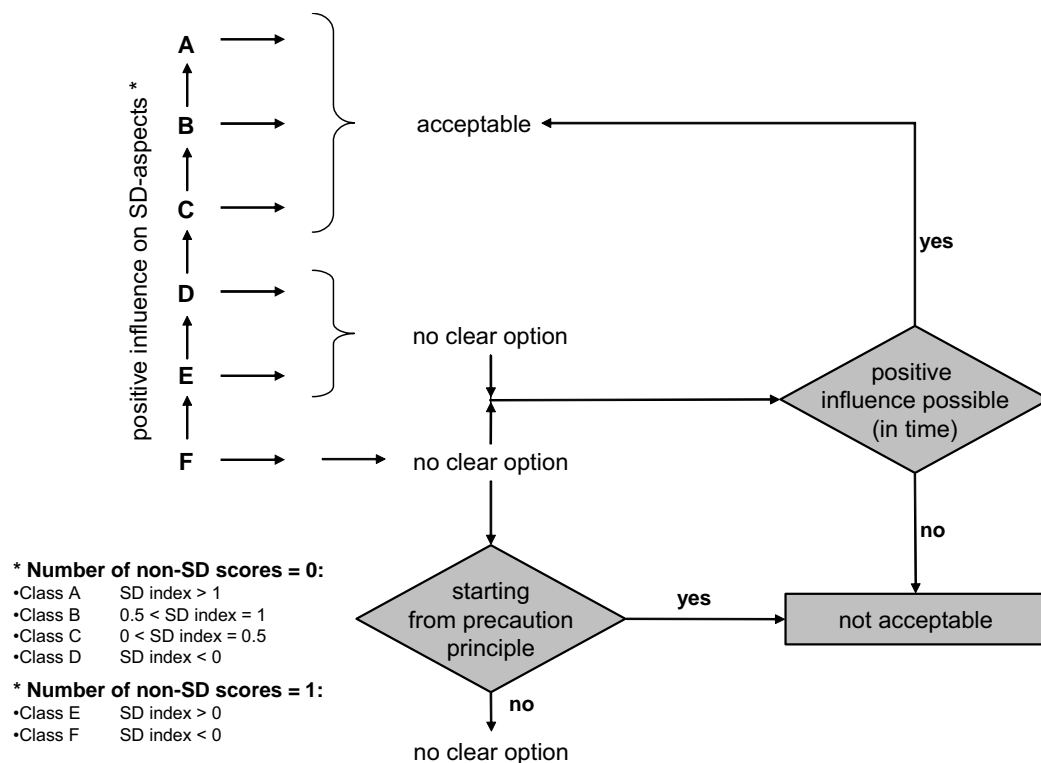 positive influence on SD-aspects *
A
B
C
D
E
F
acceptable
no clear option
no clear option
yes
positive
influence possible
(in time)
no
starting
from precaution
principle
yes
not acceptable
no
no clear option
* Number of non-SD scores = 0:
•Class A SD index > 1
•Class B 0.5 < SD index = 1
•Class C 0 < SD index = 0.5
•Class D SD index < 0
* Number of non-SD scores = 1:
•Class E SD index > 0
•Class F SD index < 0